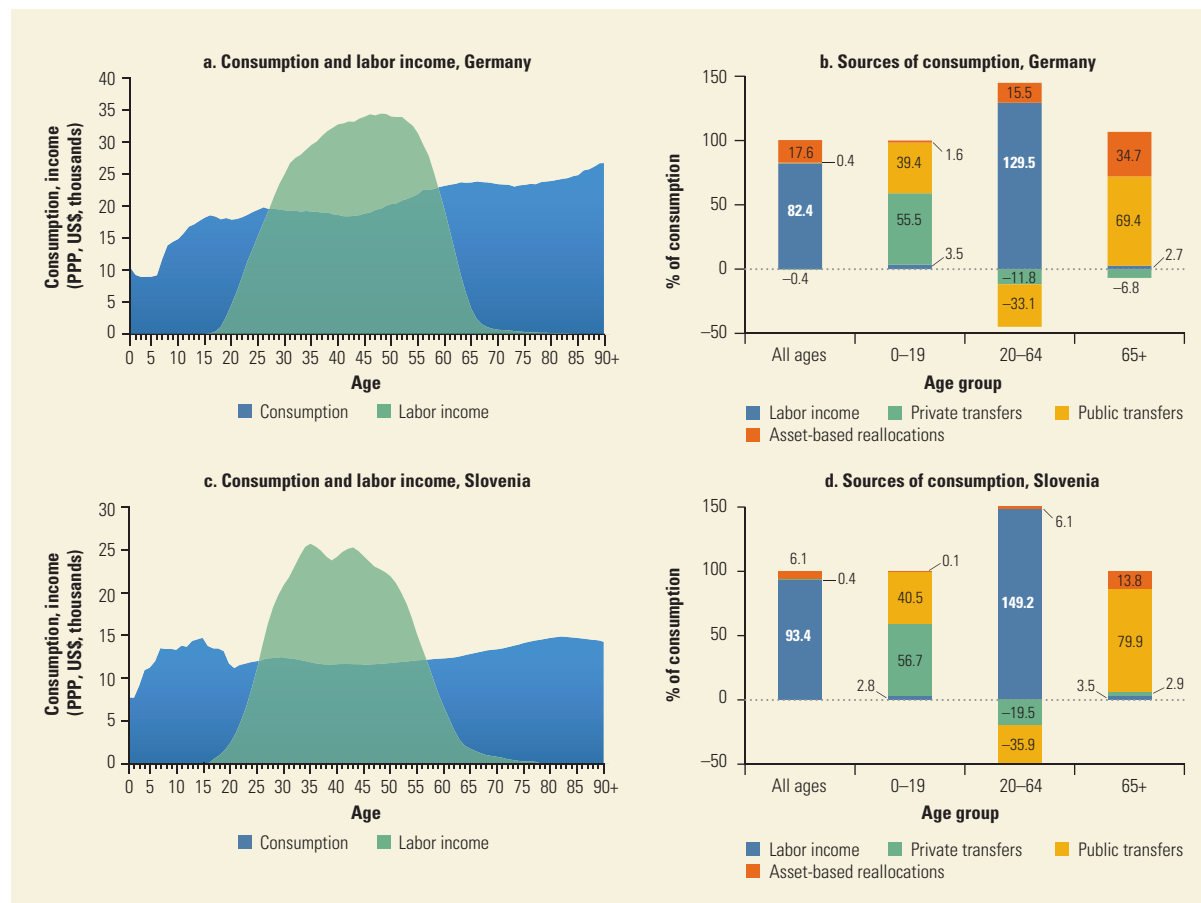 a. Consumption and labor income, Germany
Consumption, income
(PPP, US$, thousands)
40
35
30
25
20
15
10
5
0
0 5 10 15 20 25 30 35 40 45 50 55 60 65 70 75 80 85 90+
Age
Consumption Labor income
b. Sources of consumption, Germany
% of consumption
150
100
50
0
–50
17.6
0.4
82.4
–0.4
1.6
39.4
55.5
3.5
15.5
129.5
–11.8
–33.1
34.7
69.4
2.7
–6.8
All ages 0–19 20–64 65+
Age group
Labor income Private transfers Public transfers
Asset-based reallocations
c. Consumption and labor income, Slovenia
Consumption, income
(PPP, US$, thousands)
30
25
20
15
10
5
0
0 5 10 15 20 25 30 35 40 45 50 55 60 65 70 75 80 85 90+
Age
Consumption Labor income
d. Sources of consumption, Slovenia
% of consumption
150
100
50
0
–50
6.1
0.4
93.4
0.1
40.5
56.7
2.8
6.1
149.2
–19.5
–35.9
13.8
79.9
3.5
2.9
All ages 0–19 20–64 65+
Age group
Labor income Private transfers Public transfers
Asset-based reallocations